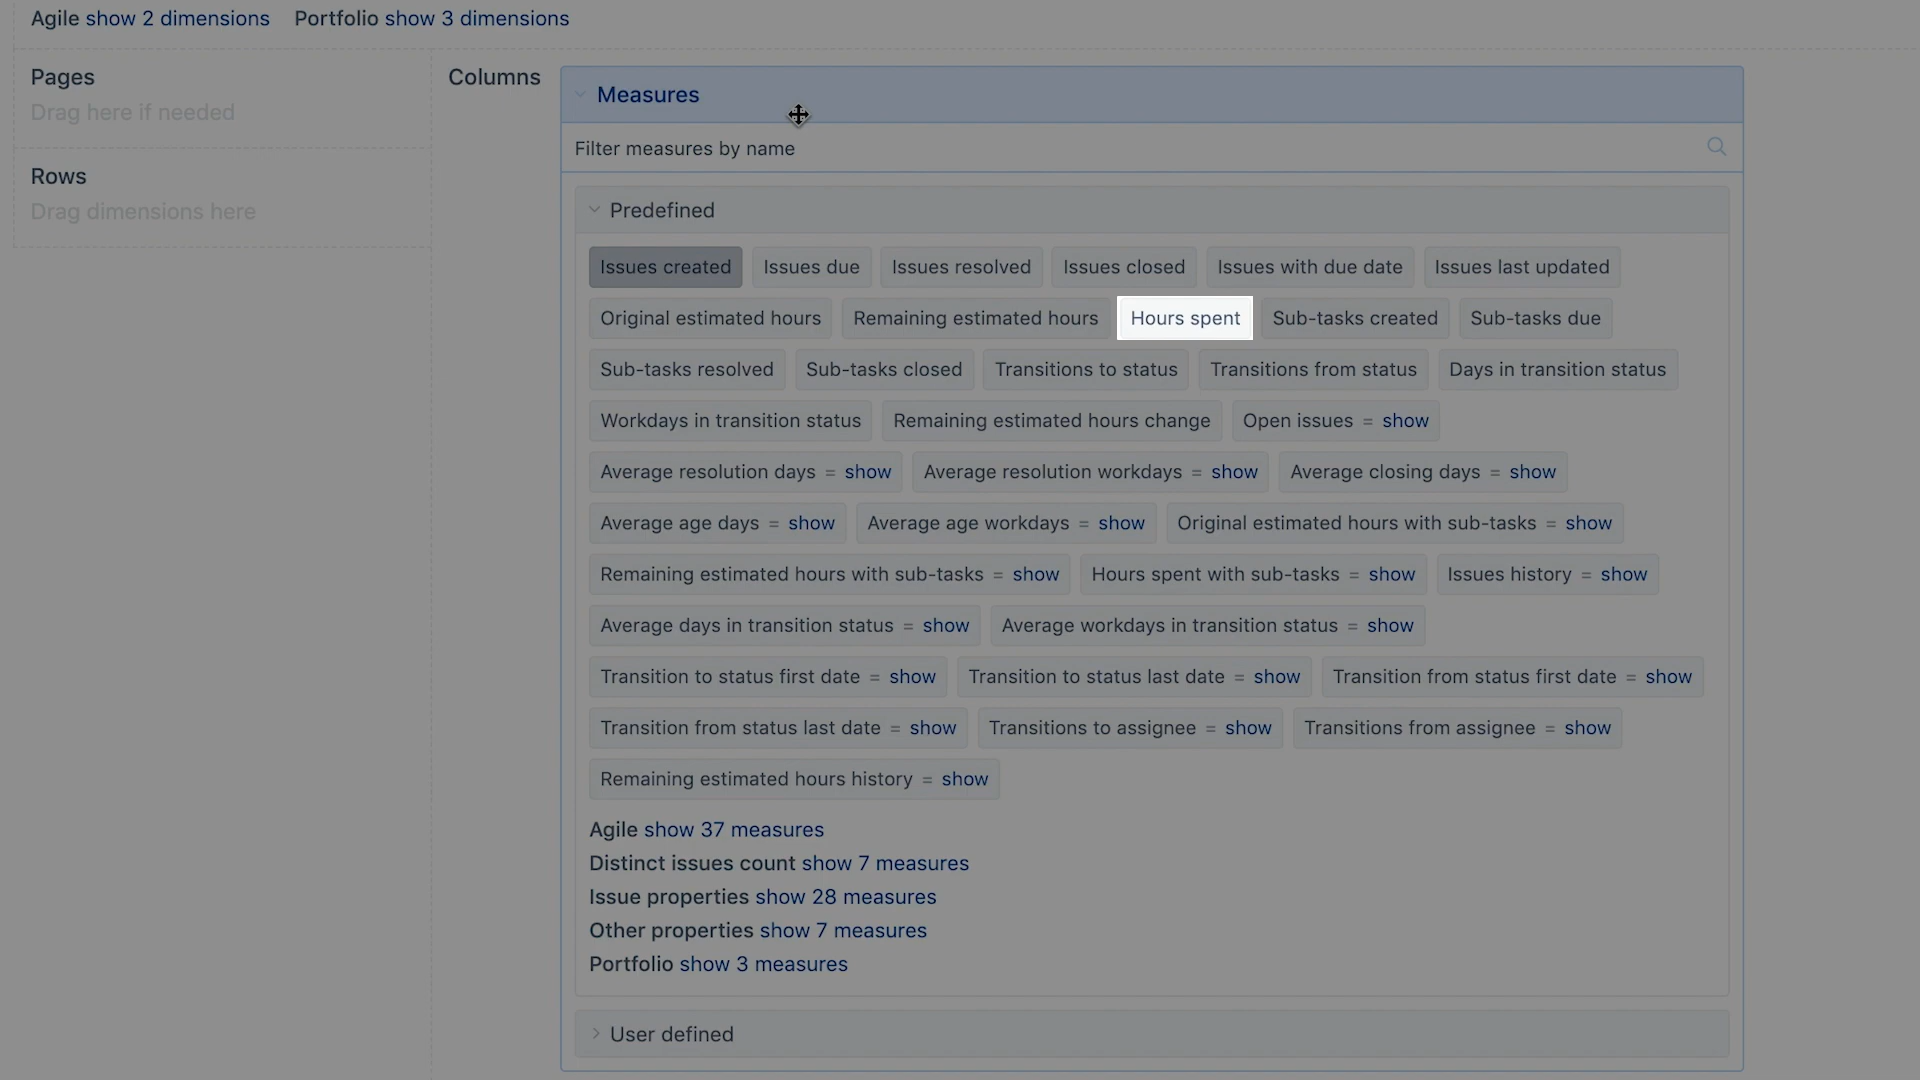 Agile show 2 dimensions Portfolio show 3 dimensions
Pages
Drag here if needed
Rows
Drag dimensions here
Columns
Measures
Filter measures by name
Predefined
Issues created Issues due Issues resolved Issues closed Issues with due date Issues last updated
Original estimated hours Remaining estimated hours Hours spent Sub-tasks created Sub-tasks due
Sub-tasks resolved Sub-tasks closed Transitions to status Transitions from status Days in transition status
Workdays in transition status Remaining estimated hours change Open issues = show
Average resolution days = show Average resolution workdays = show Average closing days = show
Average age days = show Average age workdays = show Original estimated hours with sub-tasks = show
Remaining estimated hours with sub-tasks = show Hours spent with sub-tasks = show Issues history = show
Average days in transition status = show Average workdays in transition status = show
Transition to status first date = show Transition to status last date = show Transition from status first date = show
Transition from status last date = show Transitions to assignee = show Transitions from assignee = show
Remaining estimated hours history = show
Agile show 37 measures
Distinct issues count show 7 measures
Issue properties show 28 measures
Other properties show 7 measures
Portfolio show 3 measures
User defined